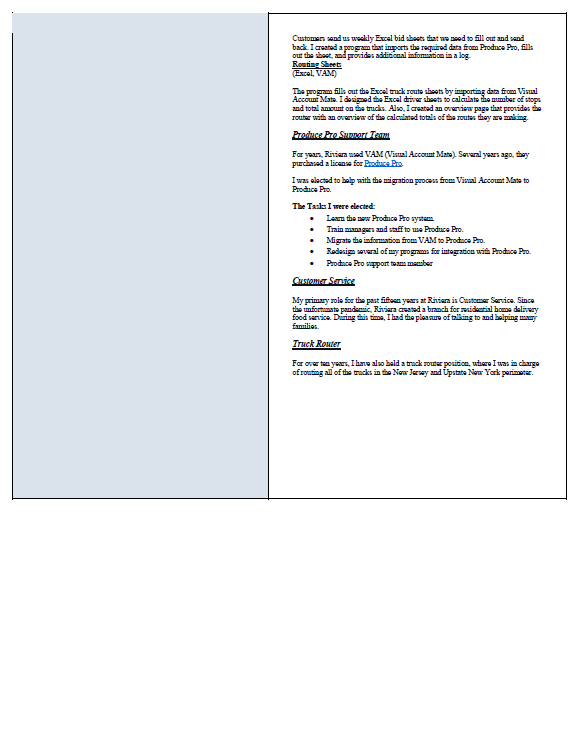 Customers send us weekly Excel bid sheets that we need to fill out and send
back. I created a program that imports the required data from Produce Pro, fills
out the sheet, and provides additional information in a log.
Routing Sheets
(Excel, VAM)
The program fills out the Excel truck route sheets by importing data from Visual
Account Mate. I designed the Excel driver sheets to calculate the number of stops
and total amount on the trucks. Also, I created an overview page that provides the
router with an overview of the calculated totals of the routes they are making.
Produce Pro Support Team
For years, Riviera used VAM (Visual Account Mate). Several years ago, they
purchased a license for Produce Pro.
I was elected to help with the migration process from Visual Account Mate to
Produce Pro.
The Tasks I were elected:
• Learn the new Produce Pro system.
• Train managers and staff to use Produce Pro.
• Migrate the information from VAM to Produce Pro.
• Redesign several of my programs for integration with Produce Pro.
• Produce Pro support team member
Customer Service
My primary role for the past fifteen years at Riviera is Customer Service. Since
the unfortunate pandemic, Riviera created a branch for residential home delivery
food service. During this time, I had the pleasure of talking to and helping many
families.
Truck Router
For over ten years, I have also held a truck router position, where I was in charge
of routing all of the trucks in the New Jersey and Upstate New York perimeter.